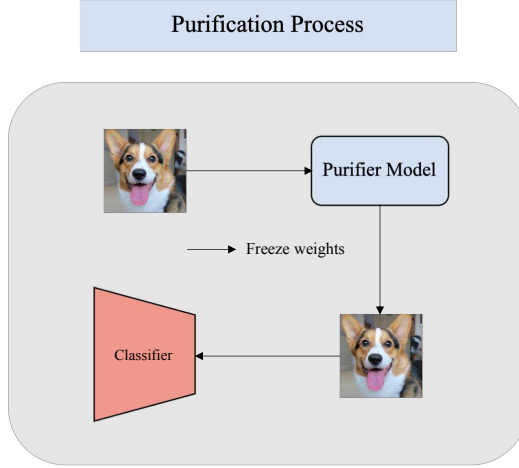 Purification Process
Purifier Model
Freeze weights
Classifier